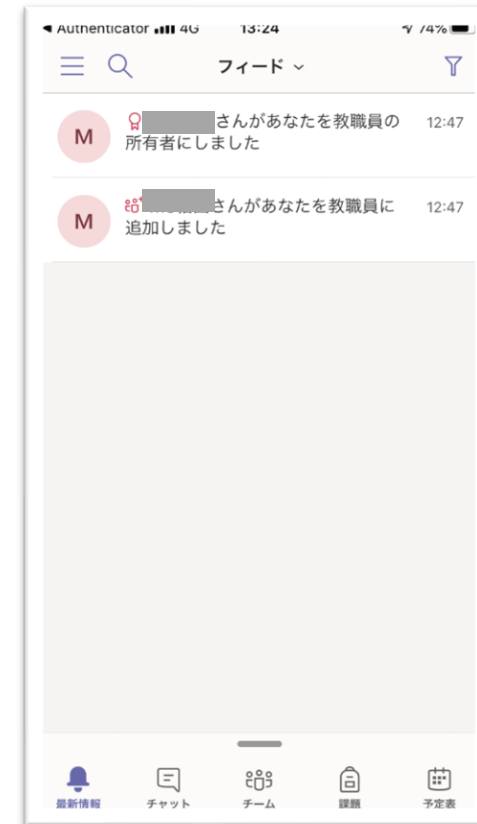 ◀ Authenticator 4G 13:24 74%
フィード
さんがあなたを教職員の 12:47
M
所有者にしました
さんがあなたを教職員に 12:47
M
追加しました
最新情報 チャット チーム 課題 予定表